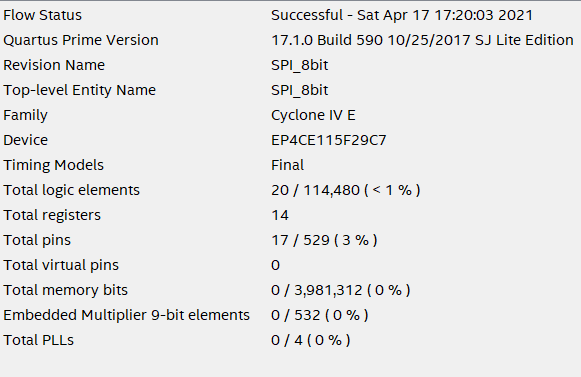 Flow Status Successful - Sat Apr 17 17:20:03 2021
Quartus Prime Version 17.1.0 Build 590 10/25/2017 SJ Lite Edition
Revision Name SPI_8bit
Top-level Entity Name SPI_8bit
Family Cyclone IV E
Device EP4CE115F29C7
Timing Models Final
Total logic elements 20 / 114,480 ( < 1 % )
Total registers 14
Total pins 17 / 529 ( 3 % )
Total virtual pins 0
Total memory bits 0 / 3,981,312 ( 0 % )
Embedded Multiplier 9-bit elements 0 / 532 ( 0 % )
Total PLLs 0 / 4 ( 0 % )